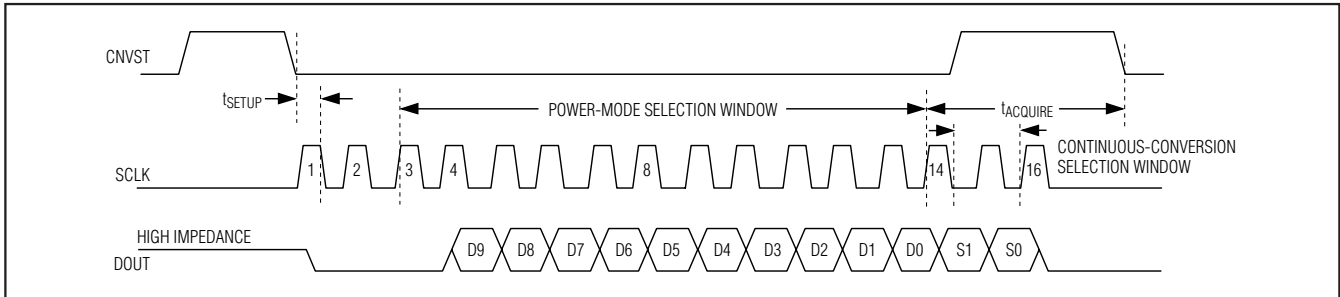 CNVST
tSETUP
POWER-MODE SELECTION WINDOW
tACQUIRE
CONTINUOUS-CONVERSION
SELECTION WINDOW
SCLK
1 2 3 4 8 14 16
HIGH IMPEDANCE
DOUT
D9 D8 D7 D6 D5 D4 D3 D2 D1 D0 S1 S0